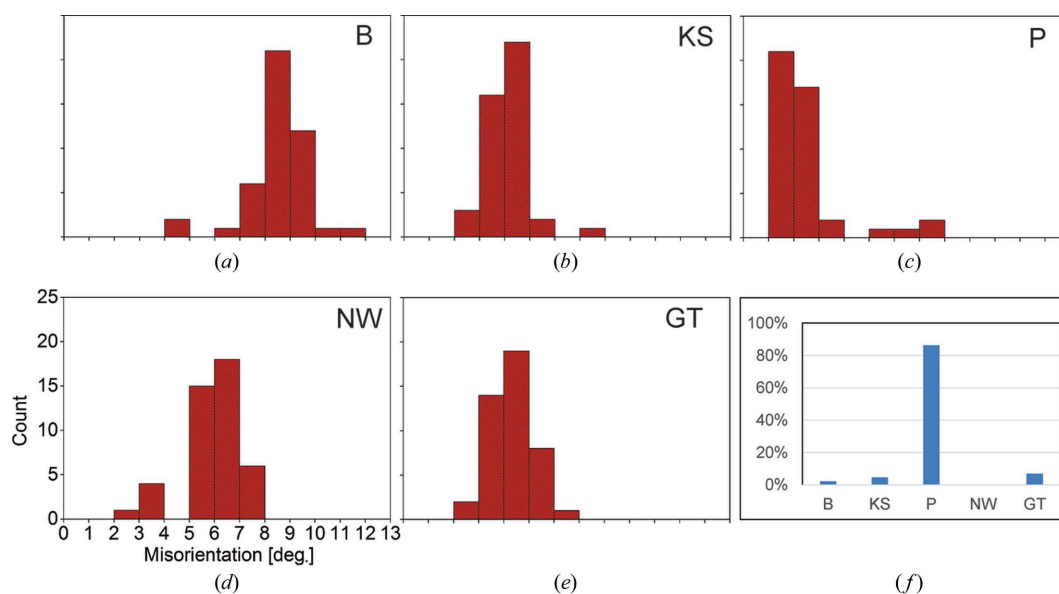 B
KS
P
(a)
(b)
(c)
25
20
15
10
5
0
Count
NW
0 1 2 3 4 5 6 7 8 9 10 11 12 13
Misorientation [deg.]
(d)
GT
(e)
100%
80%
60%
40%
20%
0%
B KS P NW GT
(f)